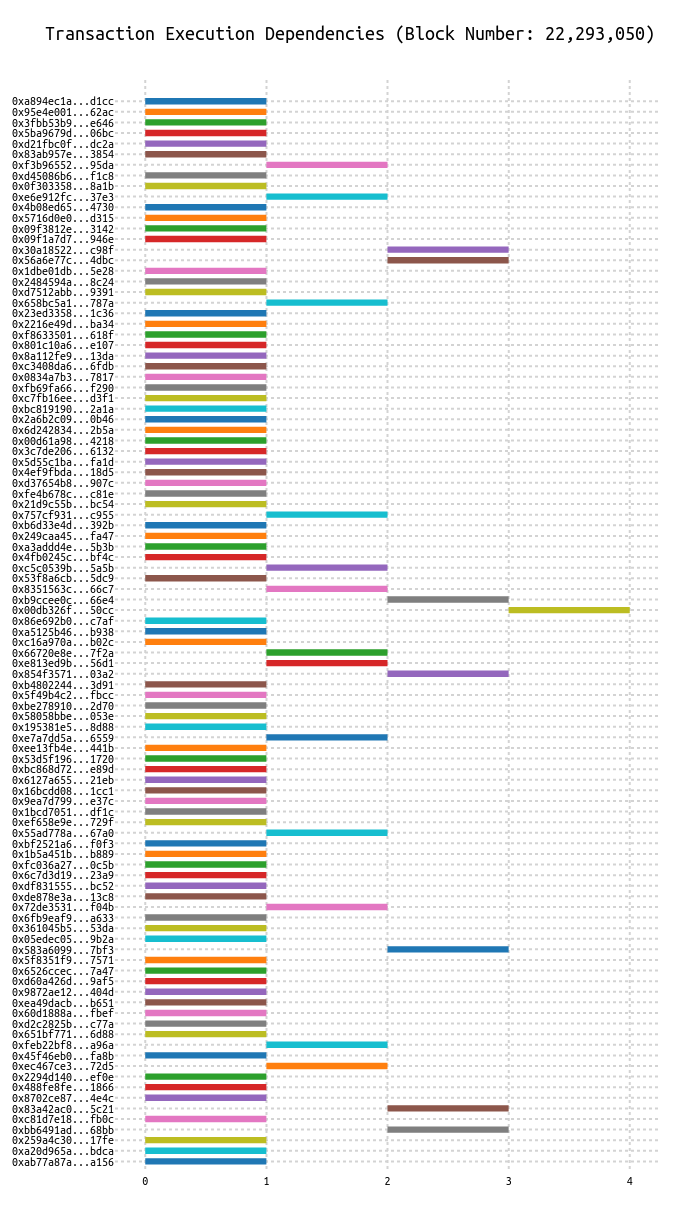 Transaction Execution Dependencies (Block Number: 22,293,050)
0xa894ec1a...d1cc
0x95e4e001...62ac
0x3fbb53b9...e646
0x5ba9679d...06bc
0xd21fbc0f...dc2a
0x83ab957e...3854
0xf3b96552...95da
0xd45086b6...f1c8
0x0f303358...8a1b
0xe6e912fc...37e3
0x4b08ed65...4730
0x5716d0e0...d315
0x09f3812e...3142
0x09f1a7d7...946e
0x30a18522...c98f
0x56a6e77c...4dbc
0x1dbe01db...5e28
0x2484594a...8c24
0xd7512abb...9391
0x658bc5a1...787a
0x23ed3358...1c36
0x2216e49d...ba34
0xf8633501...618f
0x801c10a6...e107
0x8a112fe9...13da
0xc3408da6...6fdb
0x0834a7b3...7817
0xfb69fa66...f290
0xc7fb16ee...d3f1
0xbc819190...2a1a
0x2a6b2c09...0b46
0x6d242834...2b5a
0x00d61a98...4218
0x3c7de206...6132
0x5d55c1ba...fa1d
0x4ef9fbda...18d5
0xd37654b8...907c
0xfe4b678c...c81e
0x21d9c55b...bc54
0x757cf931...c955
0xb6d33e4d...392b
0x249caa45...fa47
0xa3addd4e...5b3b
0x4fb0245c...bf4c
0xc5c0539b...5a5b
0x53f8a6cb...5dc9
0x8351563c...66c7
0xb9ccee0c...66e4
0x00db326f...50cc
0x86e692b0...c7af
0xa5125b46...b938
0xc16a970a...b02c
0x66720e8e...7f2a
0xe813ed9b...56d1
0x854f3571...03a2
0xb4802244...3d91
0x5f49b4c2...fbcc
0xbe278910...2d70
0x58058bbe...053e
0x195381e5...8d88
0xe7a7dd5a...6559
0xee13fb4e...441b
0x53d5f196...1720
0xbc868d72...e89d
0x6127a655...21eb
0x16bcdd08...1cc1
0x9ea7d799...e37c
0x1bcd7051...df1c
0xef658e9e...729f
0x55ad778a...67a0
0xbf2521a6...f0f3
0x1b5a451b...b889
0xfc036a27...0c5b
0x6c7d3d19...23a9
0xdf831555...bc52
0xde878e3a...13c8
0x72de3531...f04b
0x6fb9eaf9...a633
0x361045b5...53da
0x05edec05...9b2a
0x583a6099...7bf3
0x5f8351f9...7571
0x6526ccec...7a47
0xd60a426d...9af5
0x9872ae12...404d
0xea49dacb...b651
0x60d1888a...fbef
0xd2c2825b...c77a
0x651bf771...6d88
0xfeb22bf8...a96a
0x45f46eb0...fa8b
0xec467ce3...72d5
0x2294d140...ef0e
0x488fe8fe...1866
0x8702ce87...4e4c
0x83a42ac0...5c21
0xc81d7e18...fb0c
0xbb6491ad...68bb
0x259a4c30...17fe
0xa20d965a...bdca
0xab77a87a...a156
0 1 2 3 4